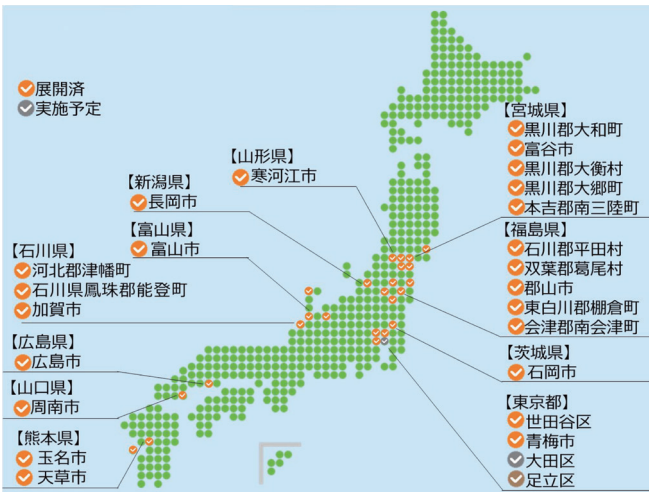 展開済
実施予定
【宮城県】
黒川郡大和町
富谷市
黒川郡大衡村
黒川郡大郷町
本吉郡南三陸町
【山形県】
寒河江市
【新潟県】
長岡市
【富山県】
富山市
【福島県】
石川郡平田村
双葉郡葛尾村
郡山市
東白川郡棚倉町
会津郡南会津町
【石川県】
河北郡津幡町
石川県鳳珠郡能登町
加賀市
【広島県】
広島市
【茨城県】
石岡市
【山口県】
周南市
【東京都】
世田谷区
青梅市
大田区
足立区
【熊本県】
玉名市
天草市